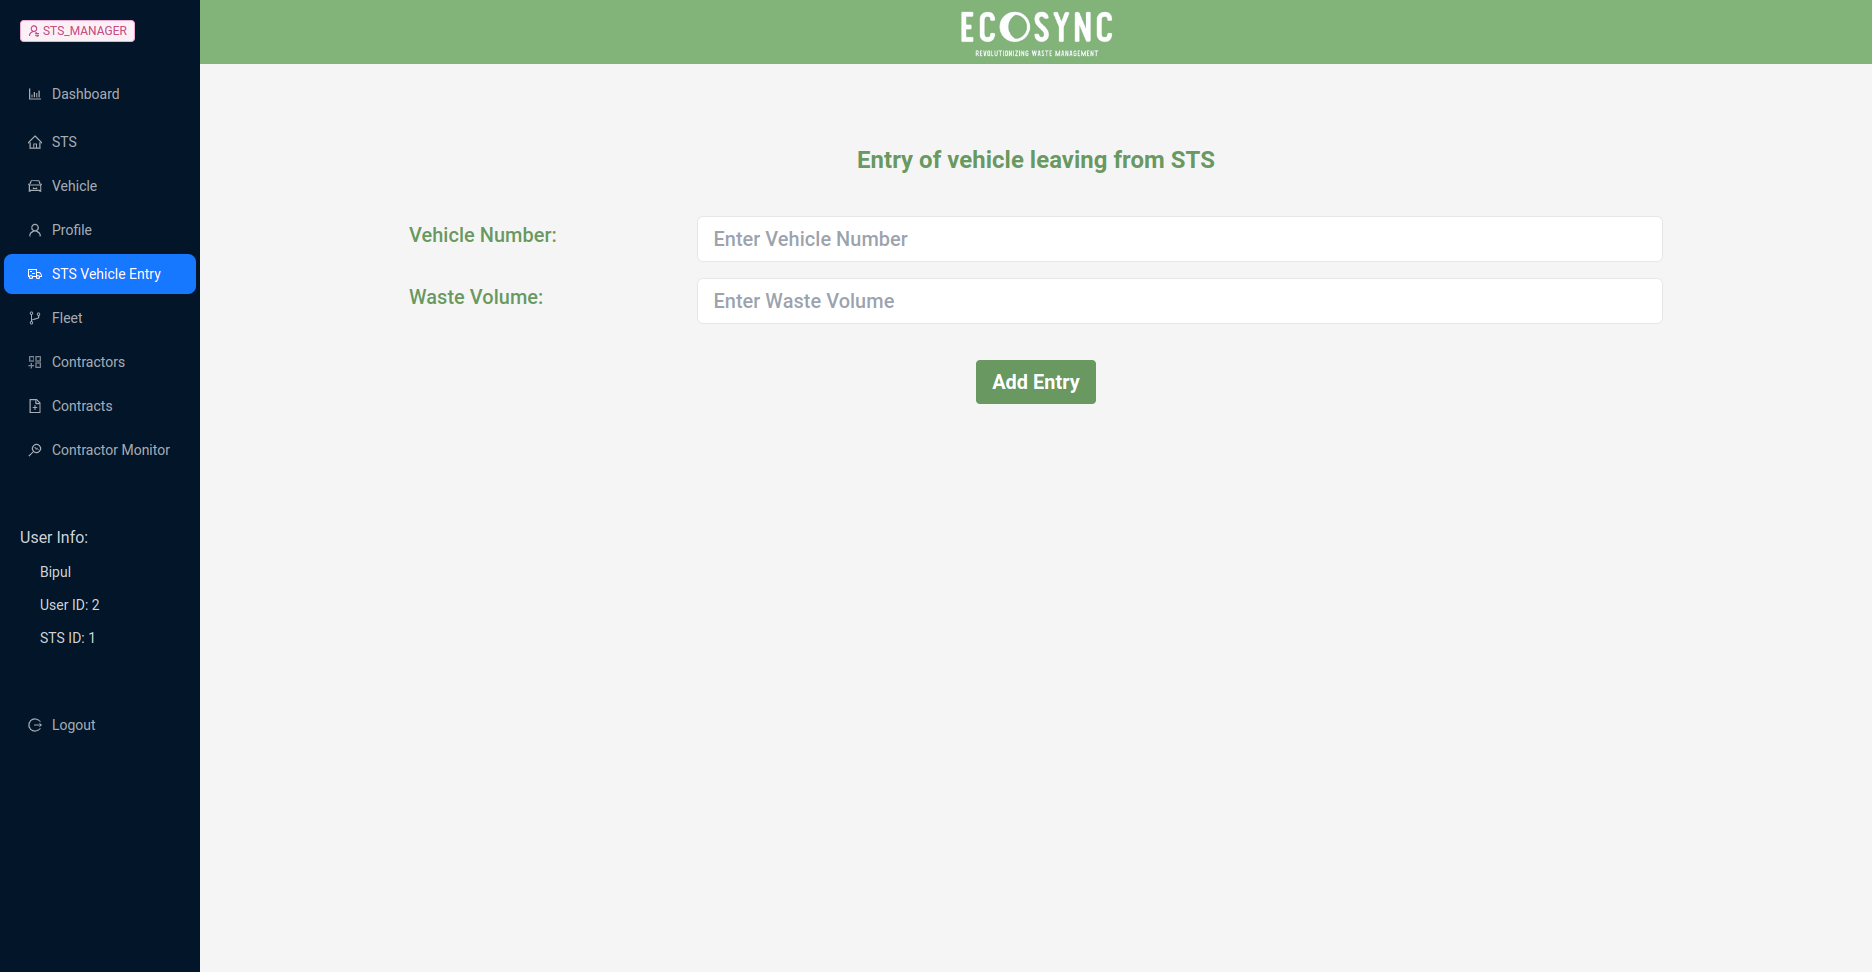 STS_MANAGER
Dashboard
STS
Vehicle
Profile
STS Vehicle Entry
Fleet
Contractors
Contracts
Contractor Monitor
User Info:
Bipul
User ID: 2
STS ID: 1
Logout
ECOSYNC
REVOLUTIONIZING WASTE MANAGEMENT
Entry of vehicle leaving from STS
Vehicle Number:
Enter Vehicle Number
Waste Volume:
Enter Waste Volume
Add Entry